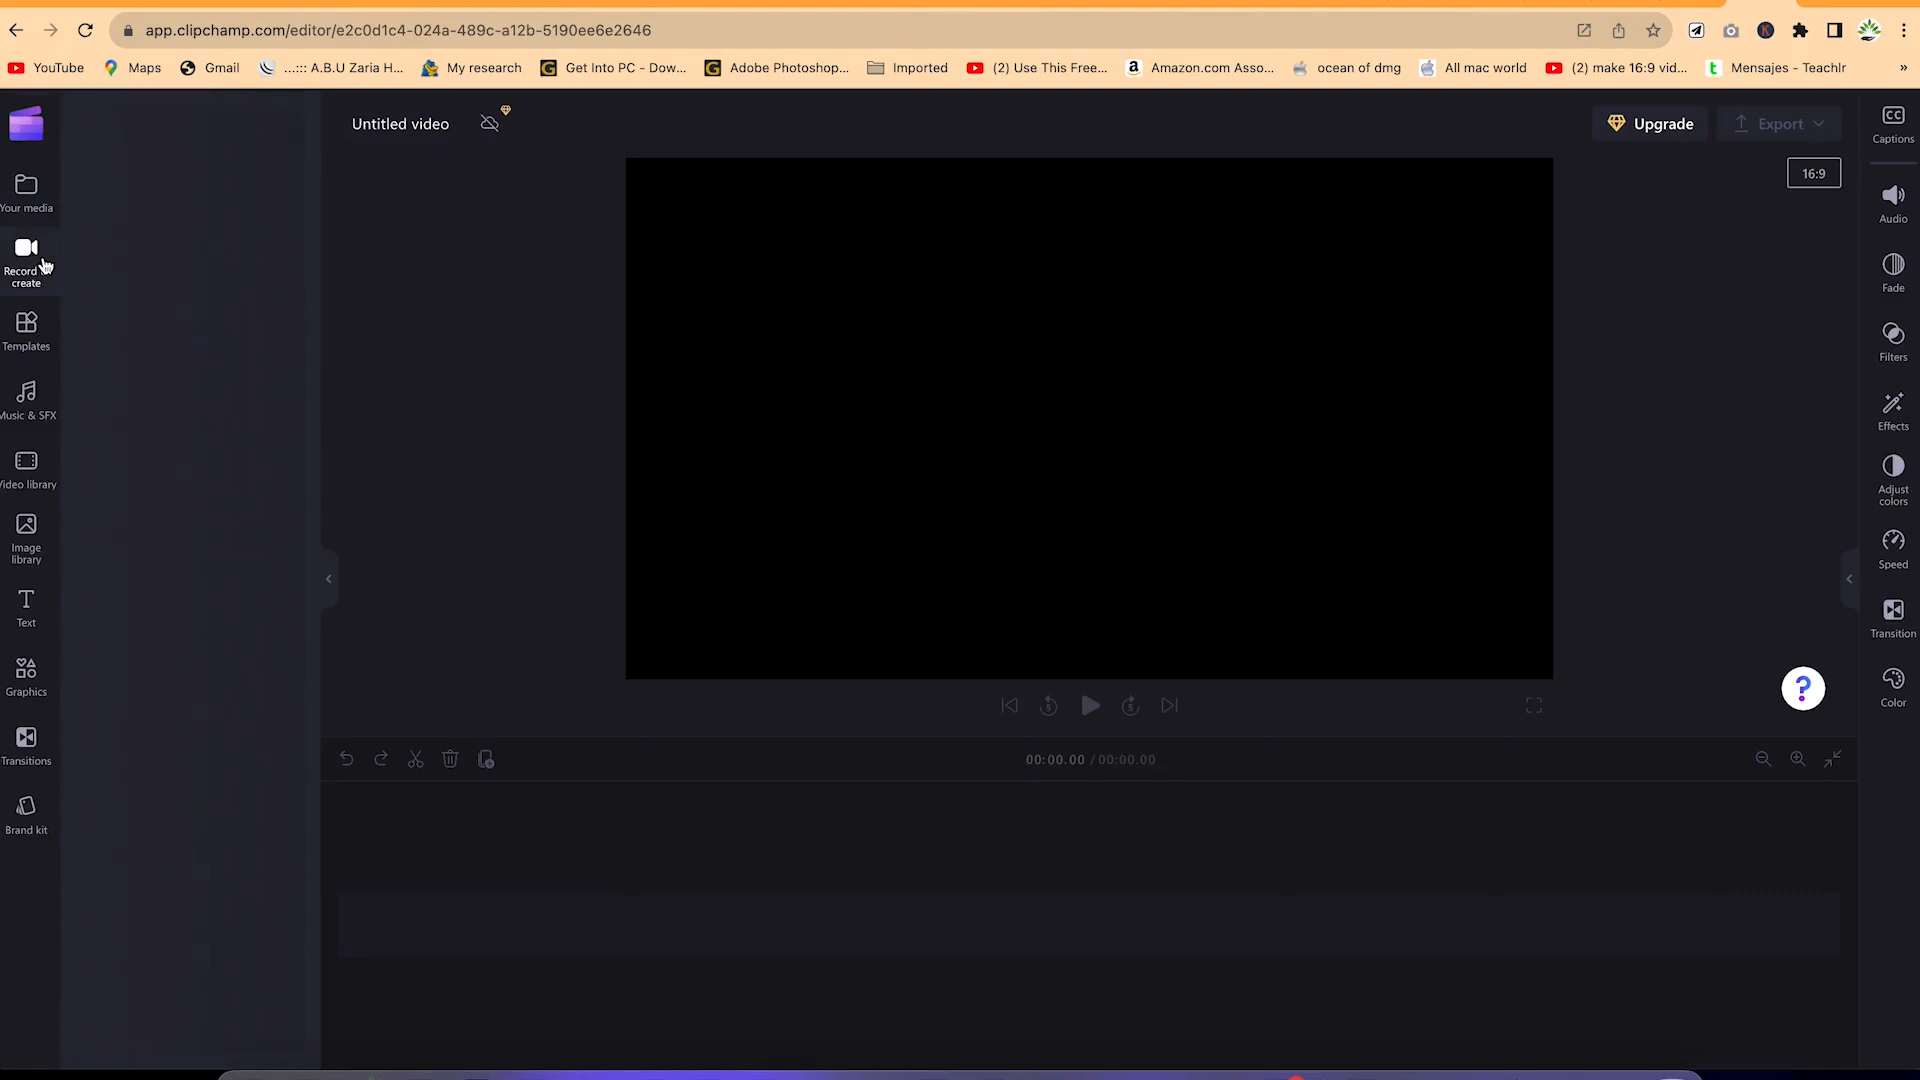 app.clipchamp.com/editor/e2c0d1c4-024a-489c-a12b-5190ee6e2646
YouTube
Maps
Gmail
...::: A.B.U Zaria H...
My research
Get Into PC - Dow...
Adobe Photoshop...
Imported
(2) Use This Free...
Amazon.com Asso...
ocean of dmg
All mac world
(2) make 16:9 vid...
Mensajes - Teachlr
»
Untitled video
Upgrade
Export
16:9
Your media
Record
create
Templates
Music & SFX
Video library
Image
library
Text
Graphics
Transitions
Brand kit
CC
Captions
Audio
Fade
Filters
Effects
Adjust
colors
Speed
Transition
Color
5
5
?
00:00.00 / 00:00.00